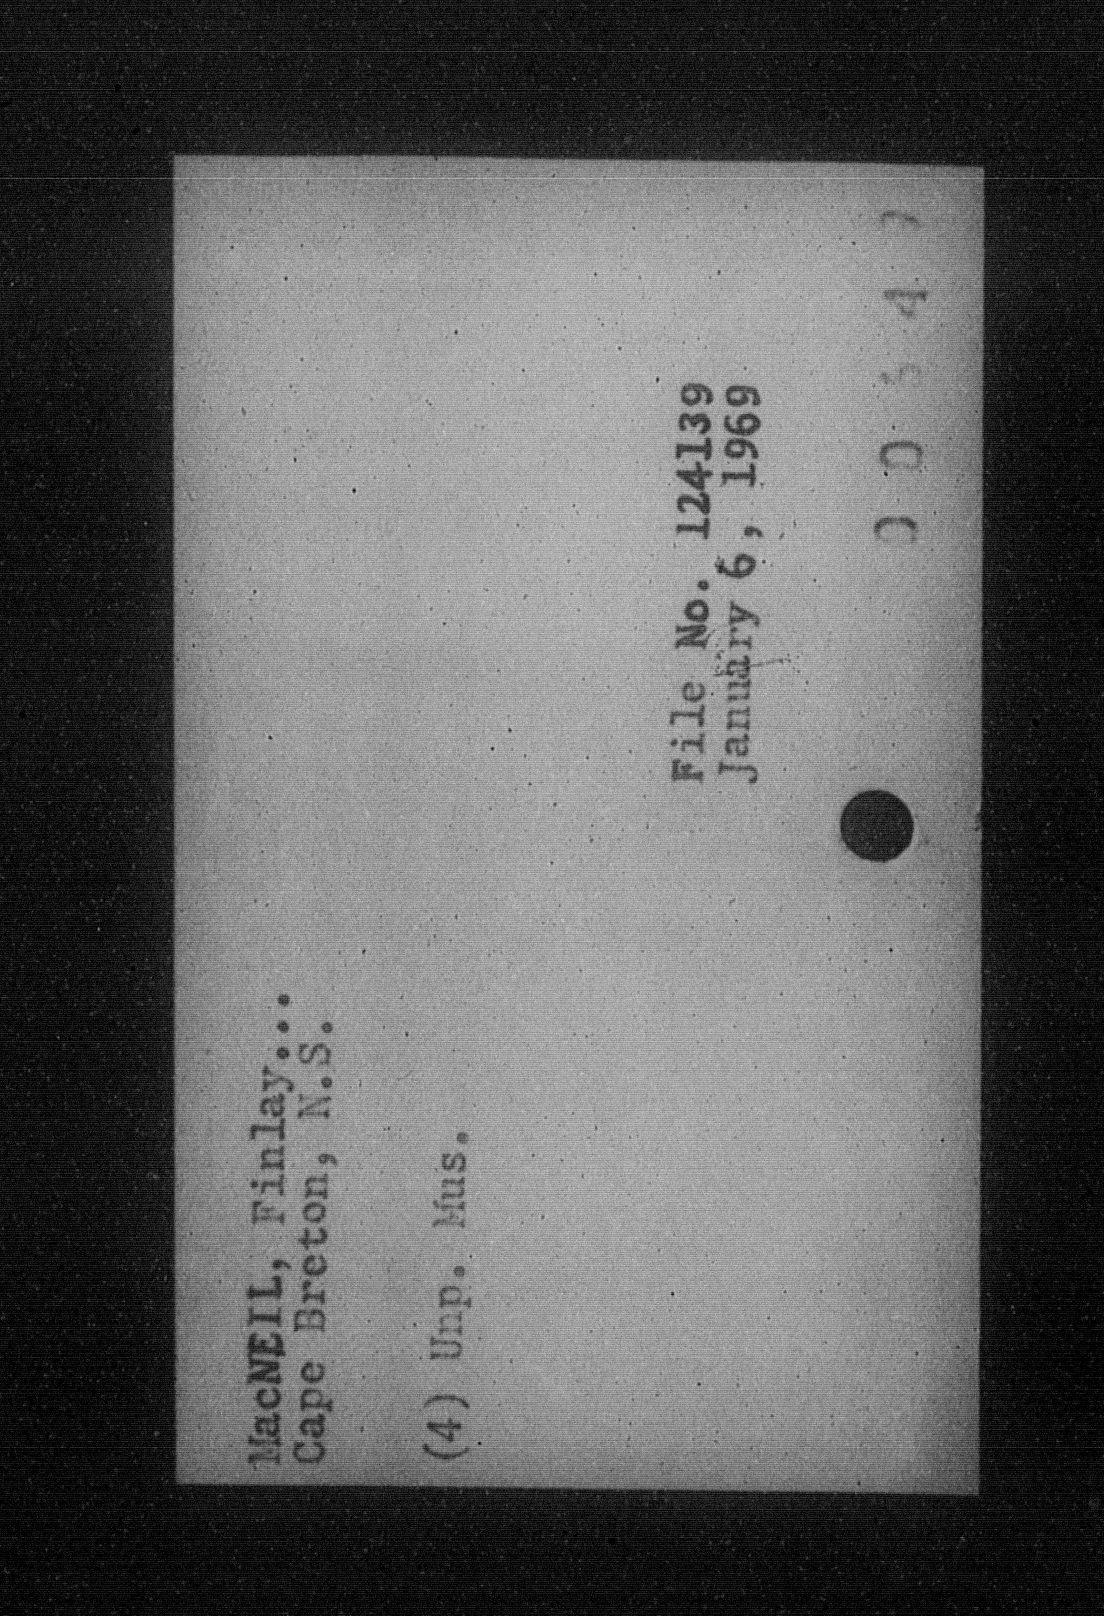 MacNEIL, Finlay...
Cape Breton, N.S.
(4) Unp. Mus.
File No. 124139
January 6, 1969